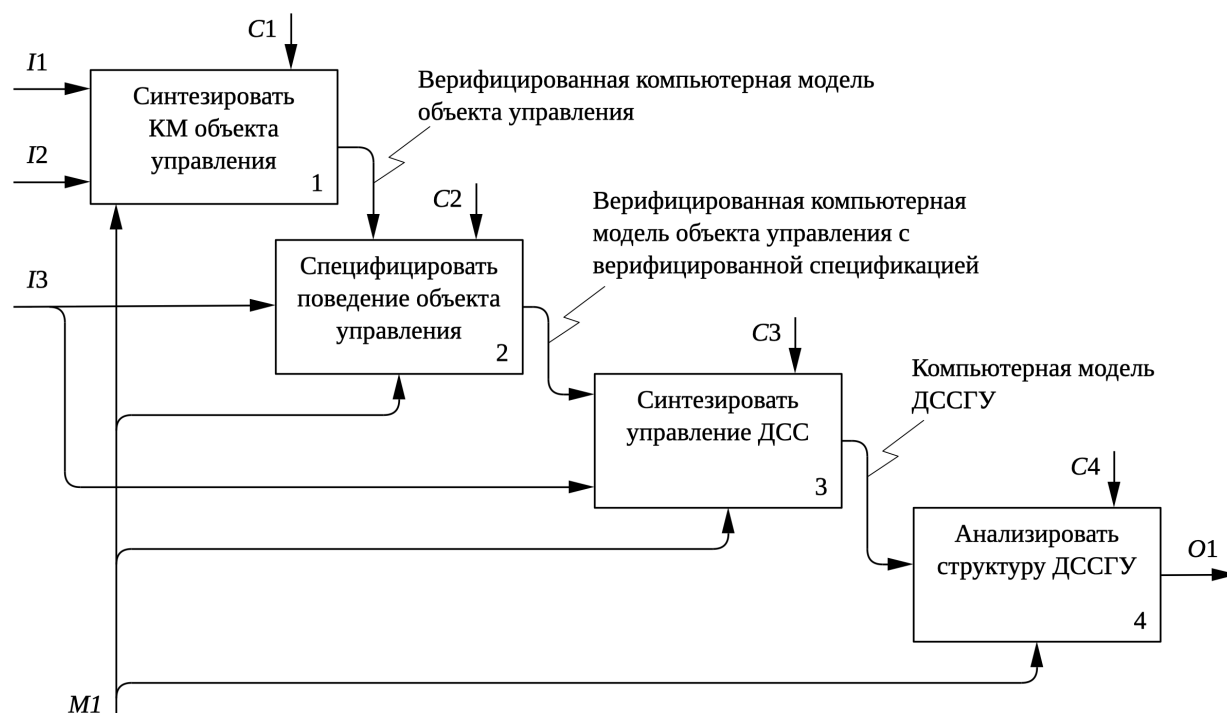 C1
I1
Верифицированная компьютерная модель
объекта управления
Синтезировать
КМ объекта
управления
1
I2
C2
Верифицированная компьютерная
модель объекта управления с
верифицированной спецификацией
I3
Специфицировать
поведение объекта
управления
2
C3
Компьютерная модель
ДССГУ
Синтезировать
управление ДСС
3
C4
Анализировать
структуру ДССГУ
4
O1
M1